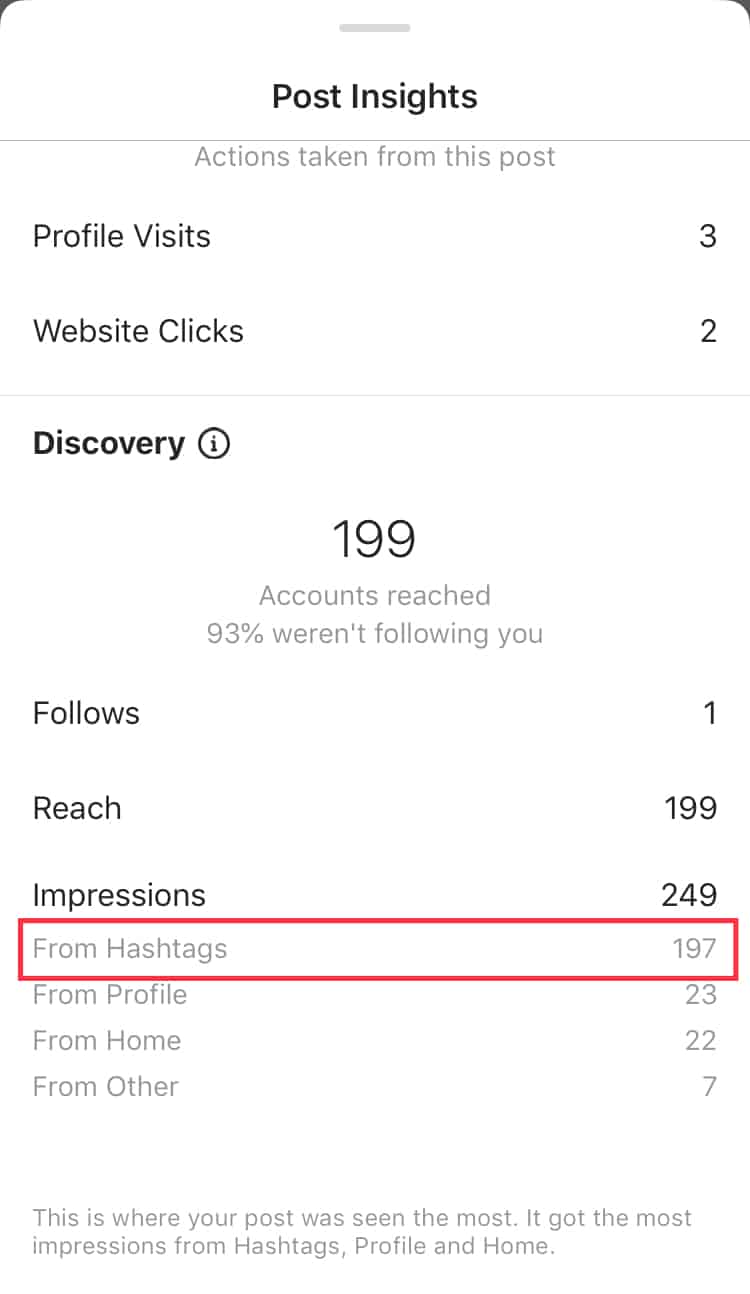 Post Insights
Actions taken from this post
Profile Visits 3
Website Clicks 2
Discovery
199
Accounts reached
93% weren't following you
Follows 1
Reach 199
Impressions 249
From Hashtags 197
From Profile 23
From Home 22
From Other 7
This is where your post was seen the most. It got the most
impressions from Hashtags, Profile and Home.